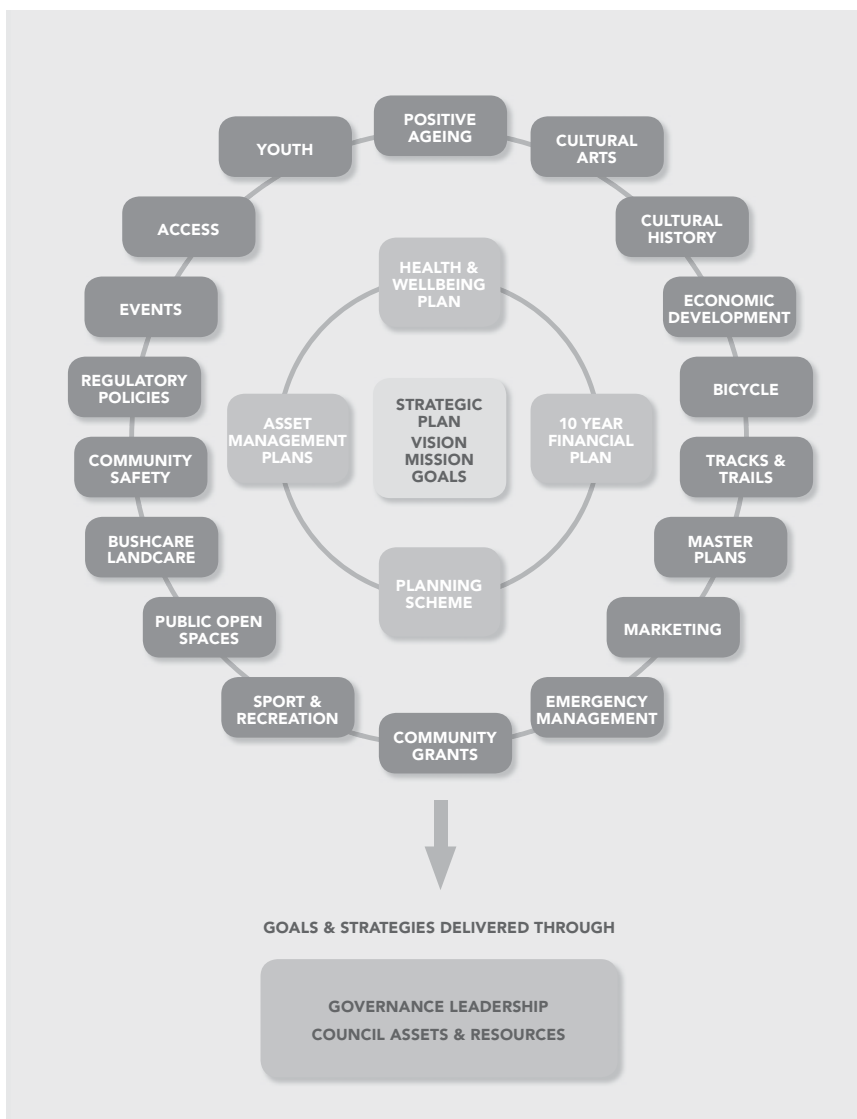 POSITIVE
AGEING
CULTURAL
ARTS
CULTURAL
HISTORY
ECONOMIC
DEVELOPMENT
BICYCLE
TRACKS &
TRAILS
MASTER
PLANS
MARKETING
EMERGENCY
MANAGEMENT
COMMUNITY
GRANTS
SPORT &
RECREATION
PUBLIC OPEN
SPACES
BUSHCARE
LANDCARE
COMMUNITY
SAFETY
REGULATORY
POLICIES
EVENTS
ACCESS
YOUTH
HEALTH &
WELLBEING
PLAN
10 YEAR
FINANCIAL
PLAN
PLANNING
SCHEME
ASSET
MANAGEMENT
PLANS
STRATEGIC
PLAN
VISION
MISSION
GOALS
GOALS & STRATEGIES DELIVERED THROUGH
GOVERNANCE LEADERSHIP
COUNCIL ASSETS & RESOURCES